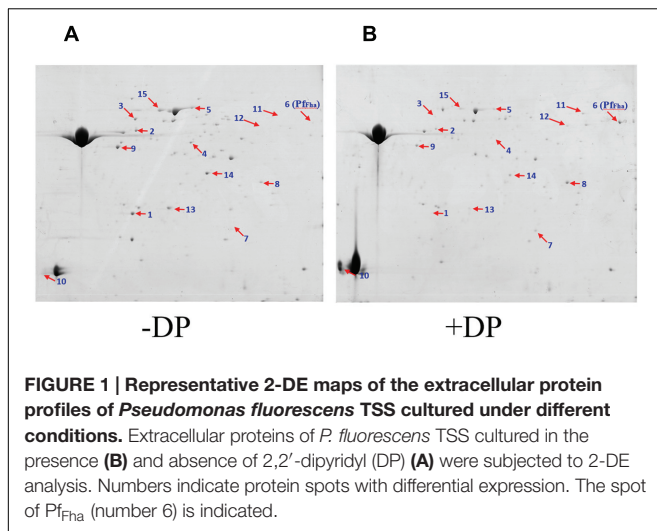 A
B
15
3
5
11
6 (PfFha)
12
2
4
9
14
8
1
13
7
10
15
3
5
11
6 (PfFha)
12
2
4
9
14
8
1
13
7
10
-DP
+DP
FIGURE 1 | Representative 2-DE maps of the extracellular protein
profiles of Pseudomonas fluorescens TSS cultured under different
conditions. Extracellular proteins of P. fluorescens TSS cultured in the
presence (B) and absence of 2,2′-dipyridyl (DP) (A) were subjected to 2-DE
analysis. Numbers indicate protein spots with differential expression. The spot
of PfFha (number 6) is indicated.